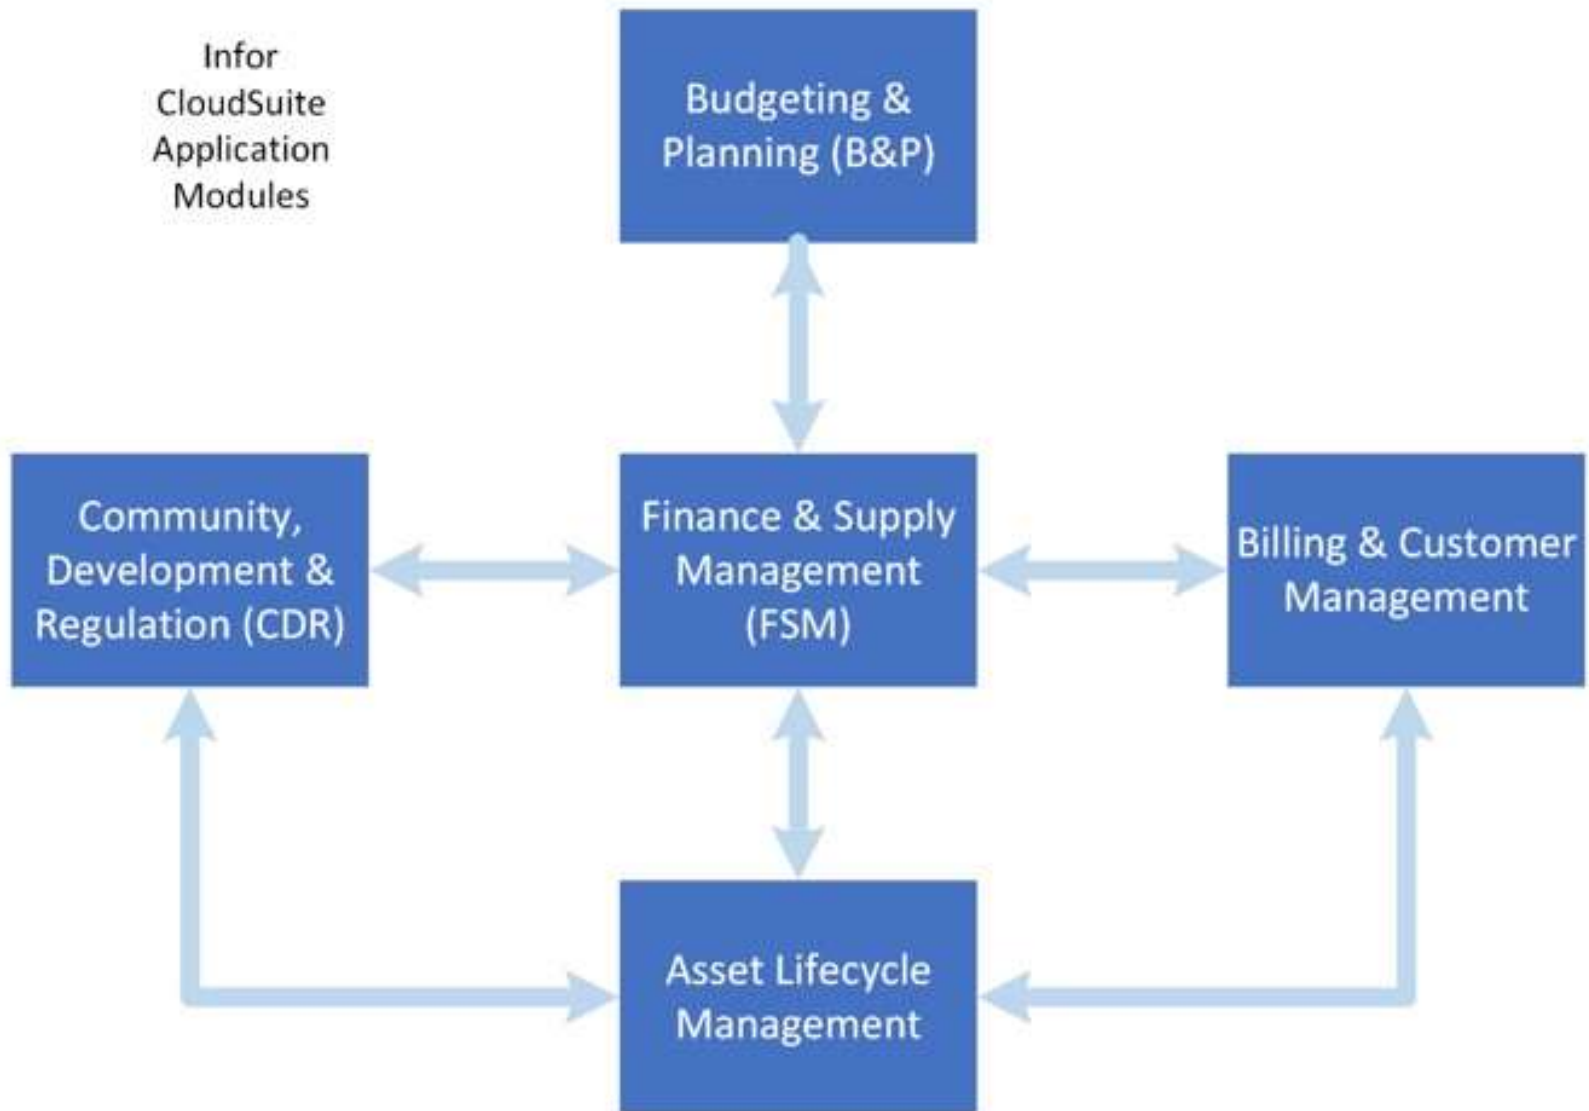 Infor
CloudSuite
Application
Modules
Budgeting &
Planning (B&P)
Community,
Development &
Regulation (CDR)
Finance & Supply
Management
(FSM)
Billing & Customer
Management
Asset Lifecycle
Management